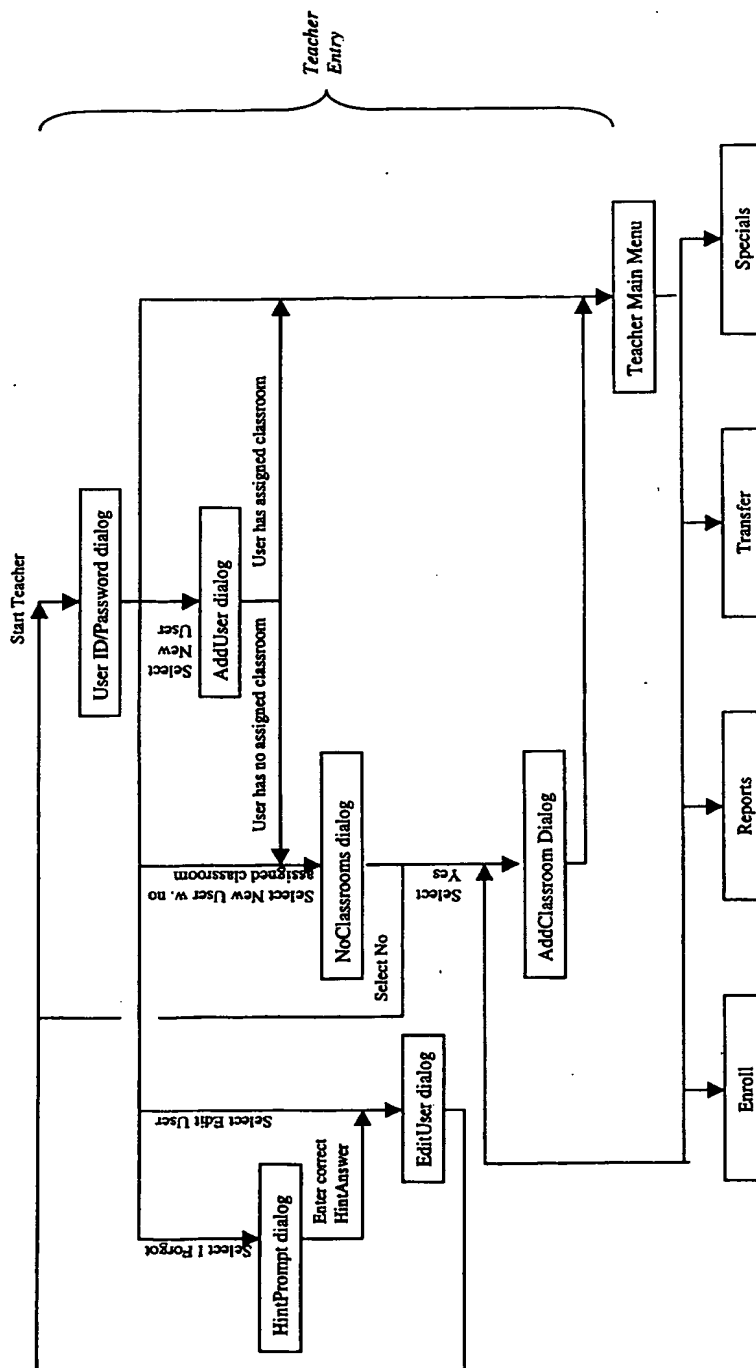 Start Teacher
Teacher
Entry
User ID/Password dialog
Select
New
User
AddUser dialog
User has no assigned classroom
User has assigned classroom
Select New User w. no
assigned classroom
NoClassrooms dialog
Select No
Select
Yes
AddClassroom Dialog
Select I Forgot
HintPrompt dialog
Enter correct
HintAnswer
Select Edit User
EditUser dialog
Teacher Main Menu
Enroll
Reports
Transfer
Specials